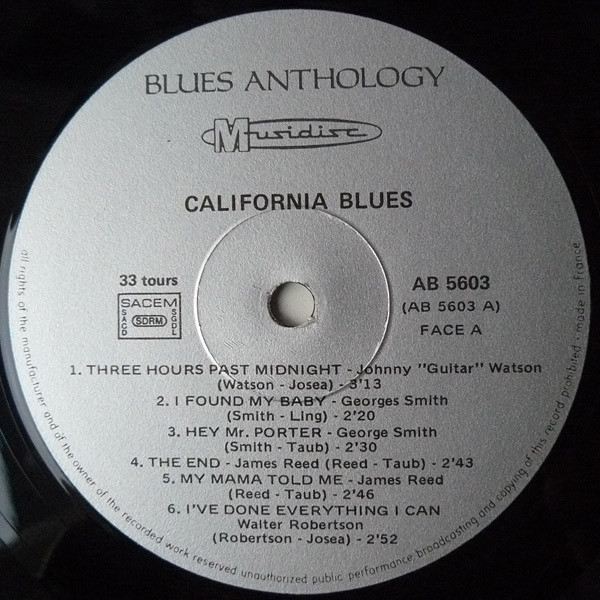 BLUES ANTHOLOGY
Musidisc
CALIFORNIA BLUES
33 tours
SACEM
SACD
SDRM
SGDL
AB 5603
(AB 5603 A)
FACE A
1. THREE HOURS PAST MIDNIGHT - Johnny "Guitar" Watson
(Watson - Josea) - 3'13
2. I FOUND MY BABY - Georges Smith
(Smith - Ling) - 2'20
3. HEY Mr. PORTER - George Smith
(Smith - Taub) - 2'30
4. THE END - James Reed (Reed - Taub) - 2'43
5. MY MAMA TOLD ME - James Reed
(Reed - Taub) - 2'46
6. I'VE DONE EVERYTHING I CAN
Walter Robertson
(Robertson - Josea) - 2'52
all rights of the manufacturer and of the owner of the recorded work reserved unauthorized public performance, broadcasting and copying of this record prohibited - made in France